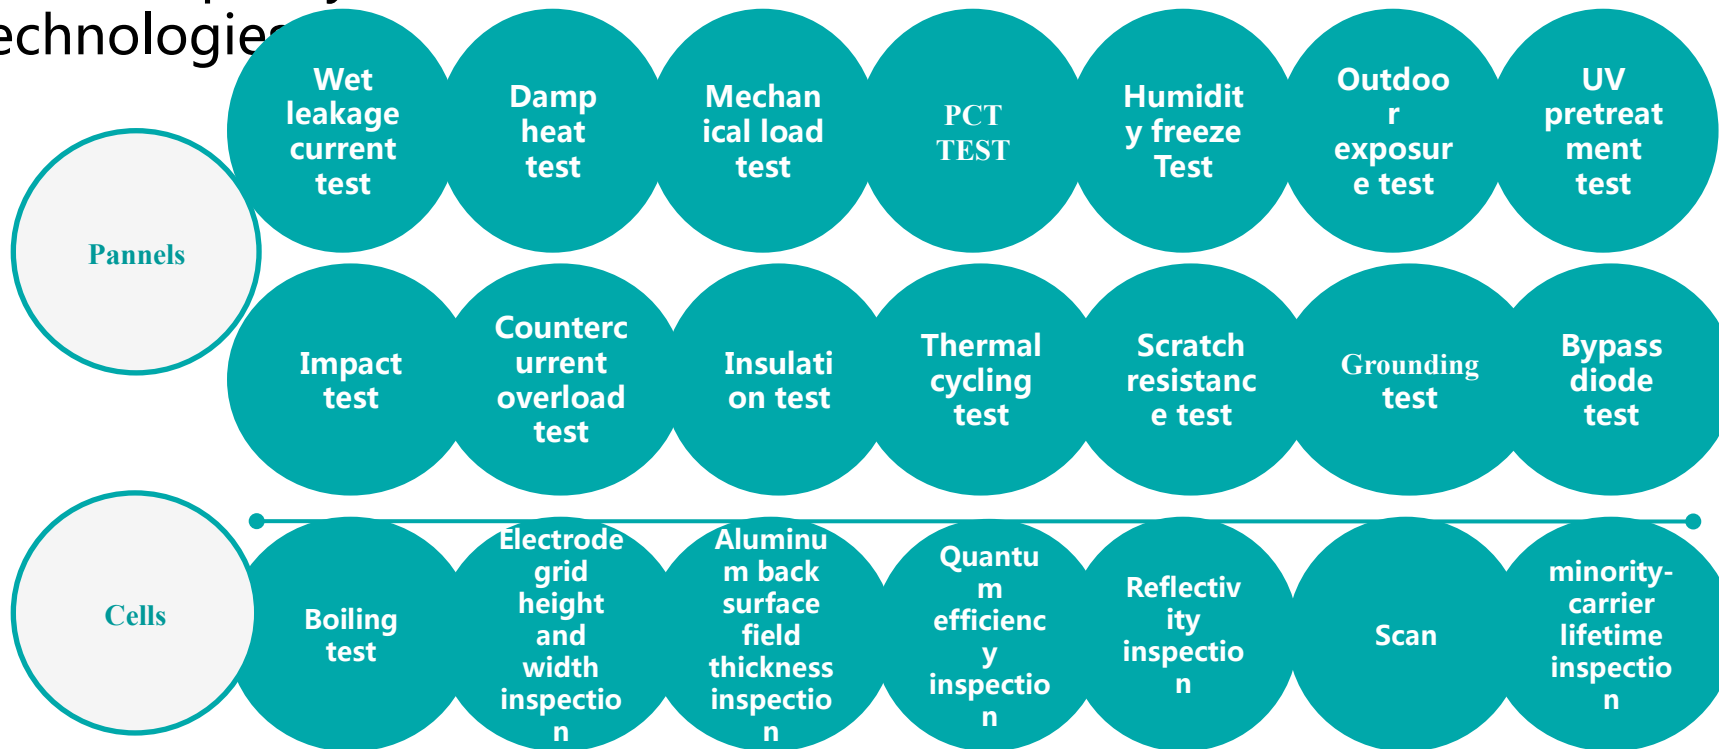 echnologies
Wet
leakage
current
test
Damp
heat
test
Mechan
ical load
test
PCT
TEST
Humidit
y freeze
Test
Outdoo
r
exposur
e test
UV
pretreat
ment
test
Pannels
Impact
test
Counterc
urrent
overload
test
Insulati
on test
Thermal
cycling
test
Scratch
resistanc
e test
Grounding
test
Bypass
diode
test
Cells
Boiling
test
Electrode
grid
height
and
width
inspectio
n
Aluminu
m back
surface
field
thickness
inspectio
n
Quantu
m
efficienc
y
inspectio
n
Reflectiv
ity
inspectio
n
Scan
minority-
carrier
lifetime
inspectio
n